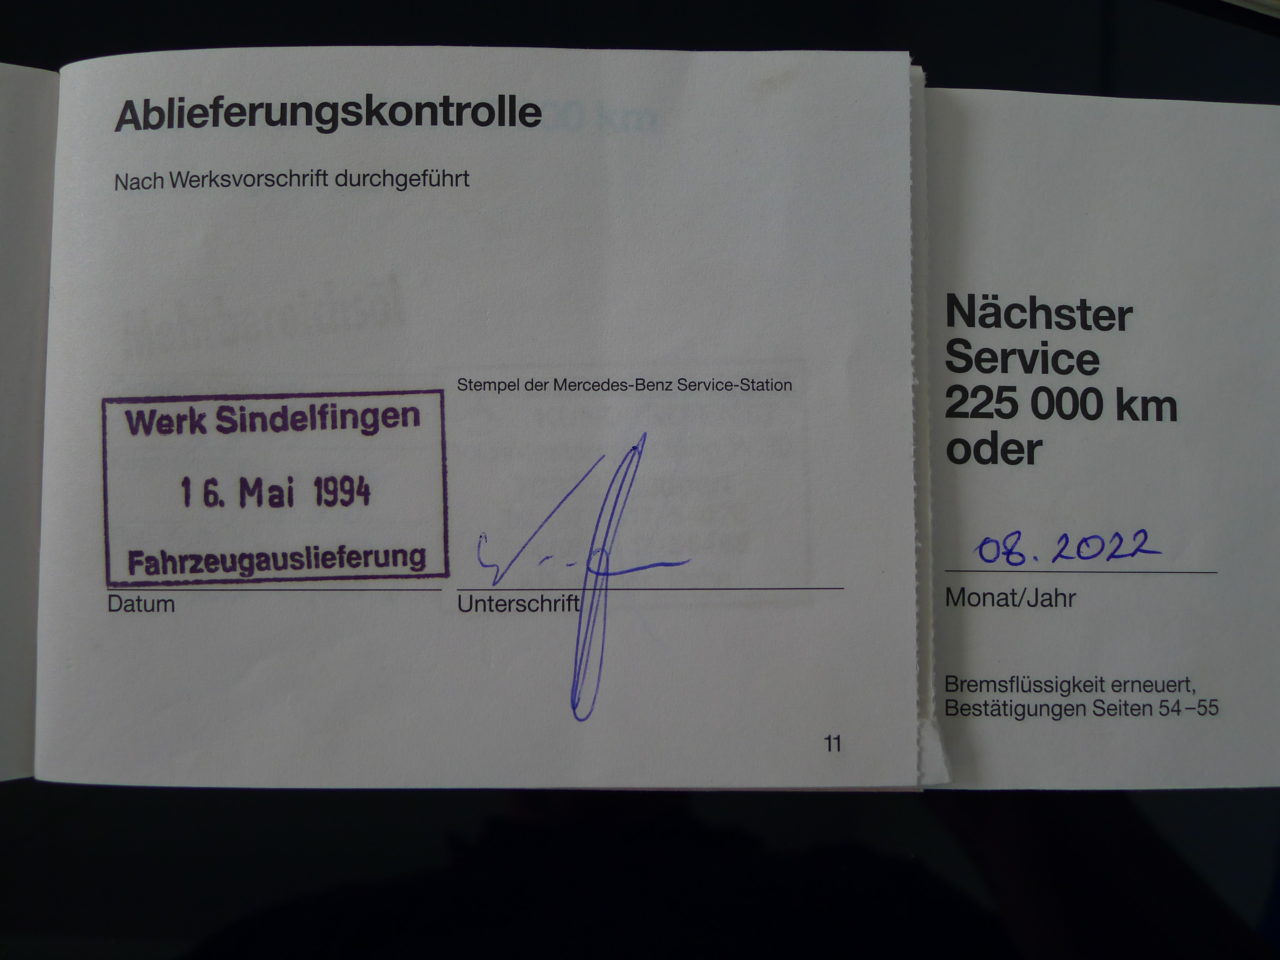 Ablieferungskontrolle
Nach Werksvorschrift durchgeführt
Stempel der Mercedes-Benz Service-Station
Werk Sindelfingen
16. Mai 1994
Fahrzeugauslieferung
Datum
Unterschrift
11
Nächster
Service
225 000 km
oder
08.2022
Monat/Jahr
Bremsflüssigkeit erneuert,
Bestätigungen Seiten 54–55